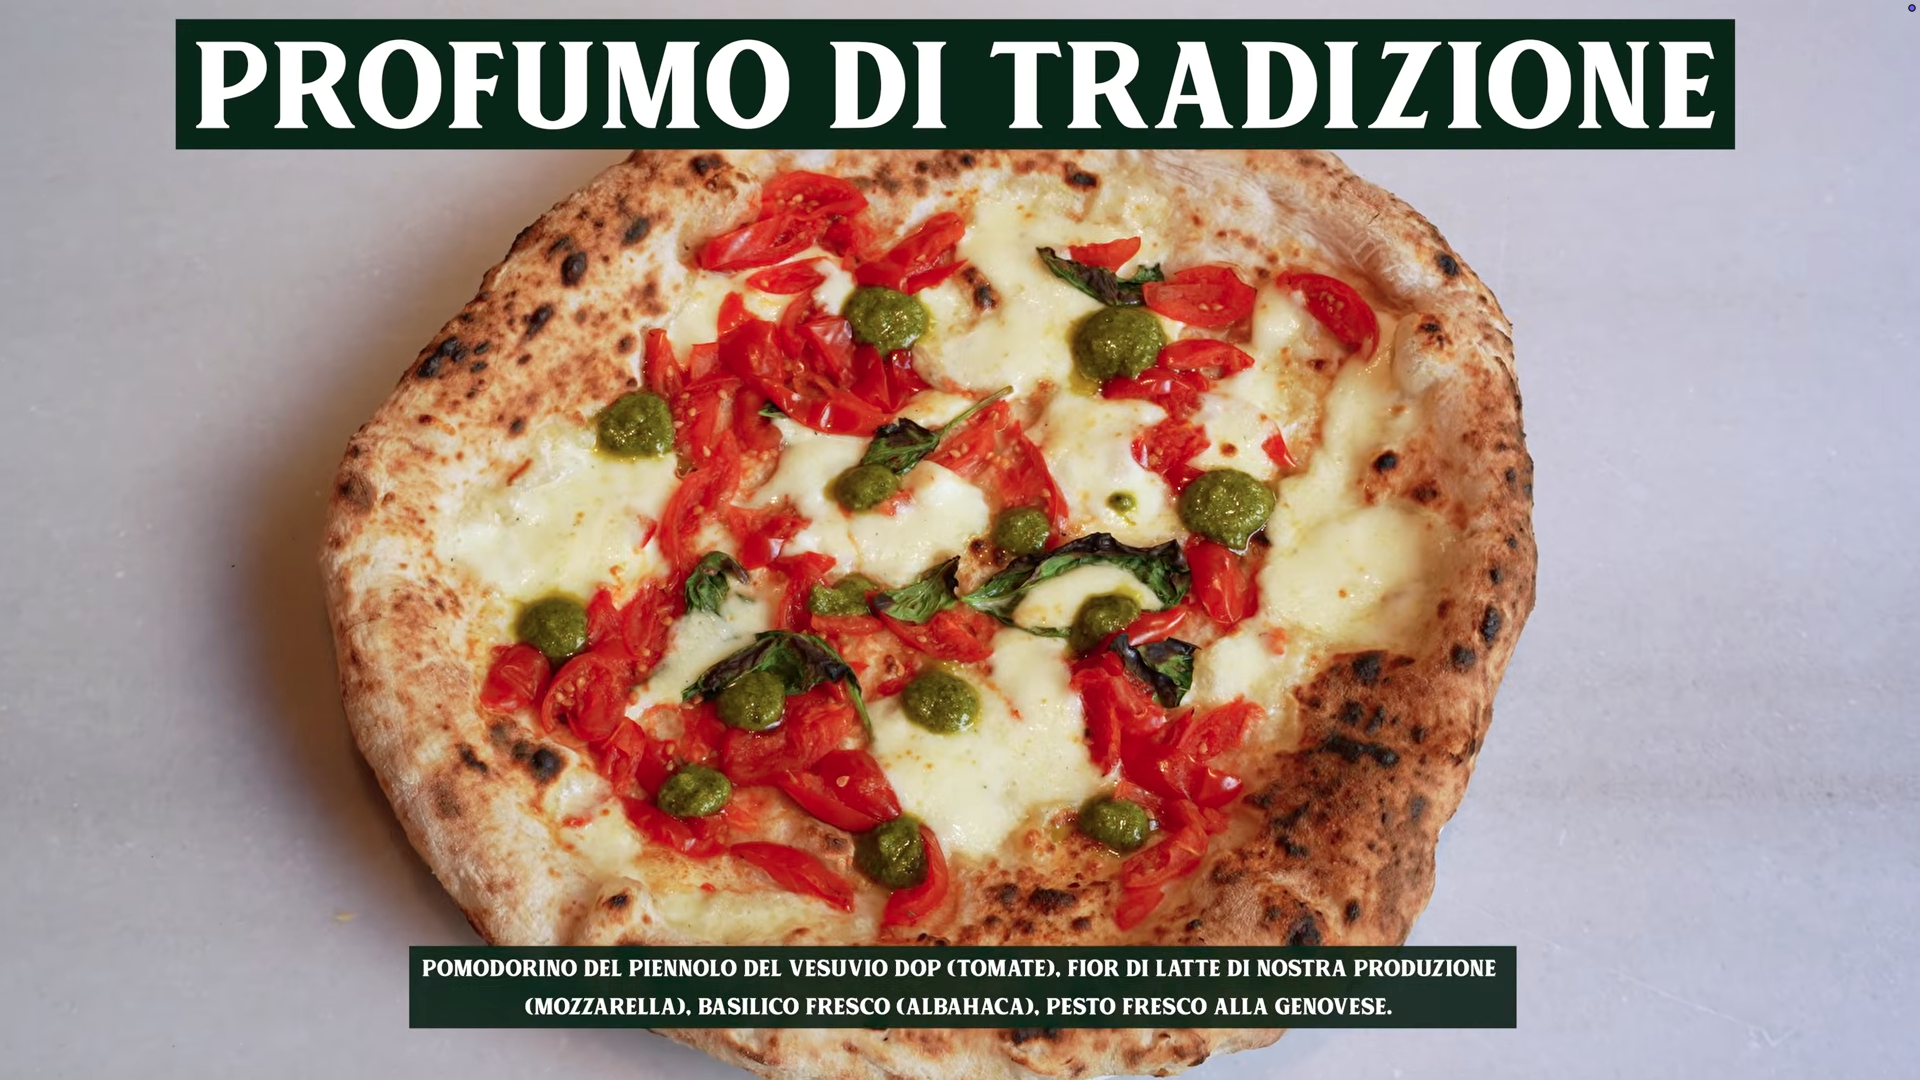 PROFUMO DI TRADIZIONE
POMODORINO DEL PIENNOLO DEL VESUVIO DOP (TOMATE), FIOR DI LATTE DI NOSTRA PRODUZIONE
(MOZZARELLA), BASILICO FRESCO (ALBAHACA), PESTO FRESCO ALLA GENOVESE.